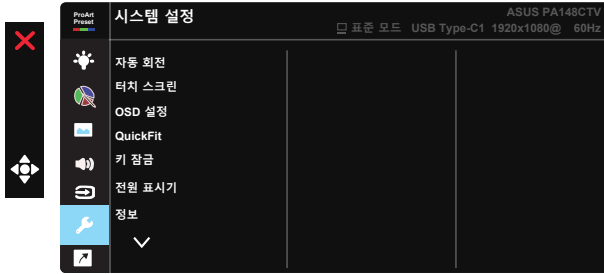 ProArt
Preset
시스템 설정
ASUS PA148CTV
표준 모드 USB Type-C1 1920x1080@ 60Hz
자동 회전
터치 스크린
OSD 설정
QuickFit
키 잠금
전원 표시기
정보